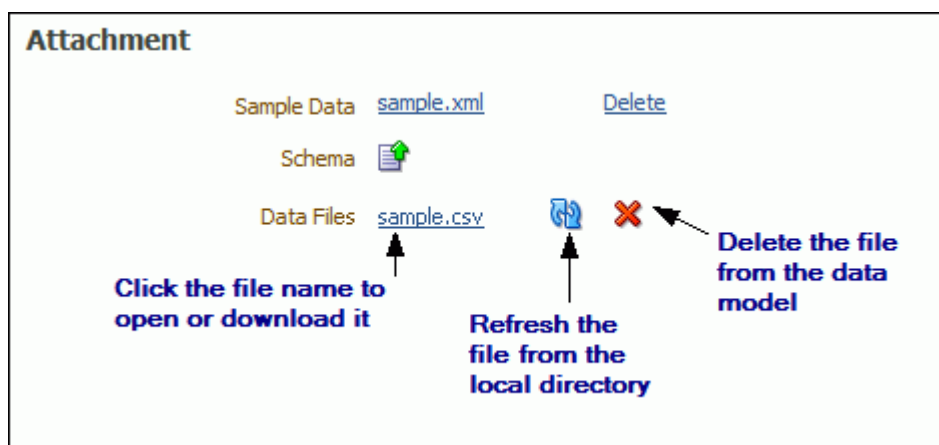 Attachment
Sample Data sample.xml Delete
Schema
Data Files sample.csv
Click the file name to
open or download it
Refresh the
file from the
local directory
Delete the file
from the data
model